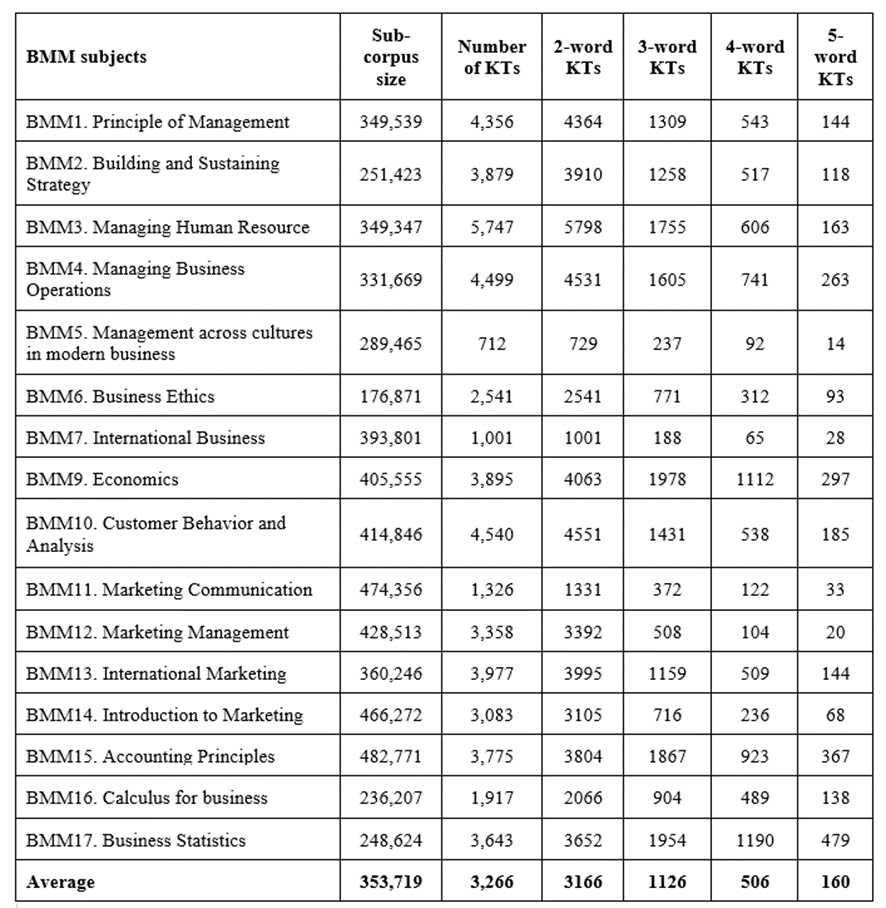 BMM subjects Sub-corpus size Number of KTs 2-word KTs 3-word KTs 4-word KTs 5-word KTs
BMM1. Principle of Management 349,539 4,356 4364 1309 543 144
BMM2. Building and Sustaining Strategy 251,423 3,879 3910 1258 517 118
BMM3. Managing Human Resource 349,347 5,747 5798 1755 606 163
BMM4. Managing Business Operations 331,669 4,499 4531 1605 741 263
BMM5. Management across cultures in modern business 289,465 712 729 237 92 14
BMM6. Business Ethics 176,871 2,541 2541 771 312 93
BMM7. International Business 393,801 1,001 1001 188 65 28
BMM9. Economics 405,555 3,895 4063 1978 1112 297
BMM10. Customer Behavior and Analysis 414,846 4,540 4551 1431 538 185
BMM11. Marketing Communication 474,356 1,326 1331 372 122 33
BMM12. Marketing Management 428,513 3,358 3392 508 104 20
BMM13. International Marketing 360,246 3,977 3995 1159 509 144
BMM14. Introduction to Marketing 466,272 3,083 3105 716 236 68
BMM15. Accounting Principles 482,771 3,775 3804 1867 923 367
BMM16. Calculus for business 236,207 1,917 2066 904 489 138
BMM17. Business Statistics 248,624 3,643 3652 1954 1190 479
Average 353,719 3,266 3166 1126 506 160